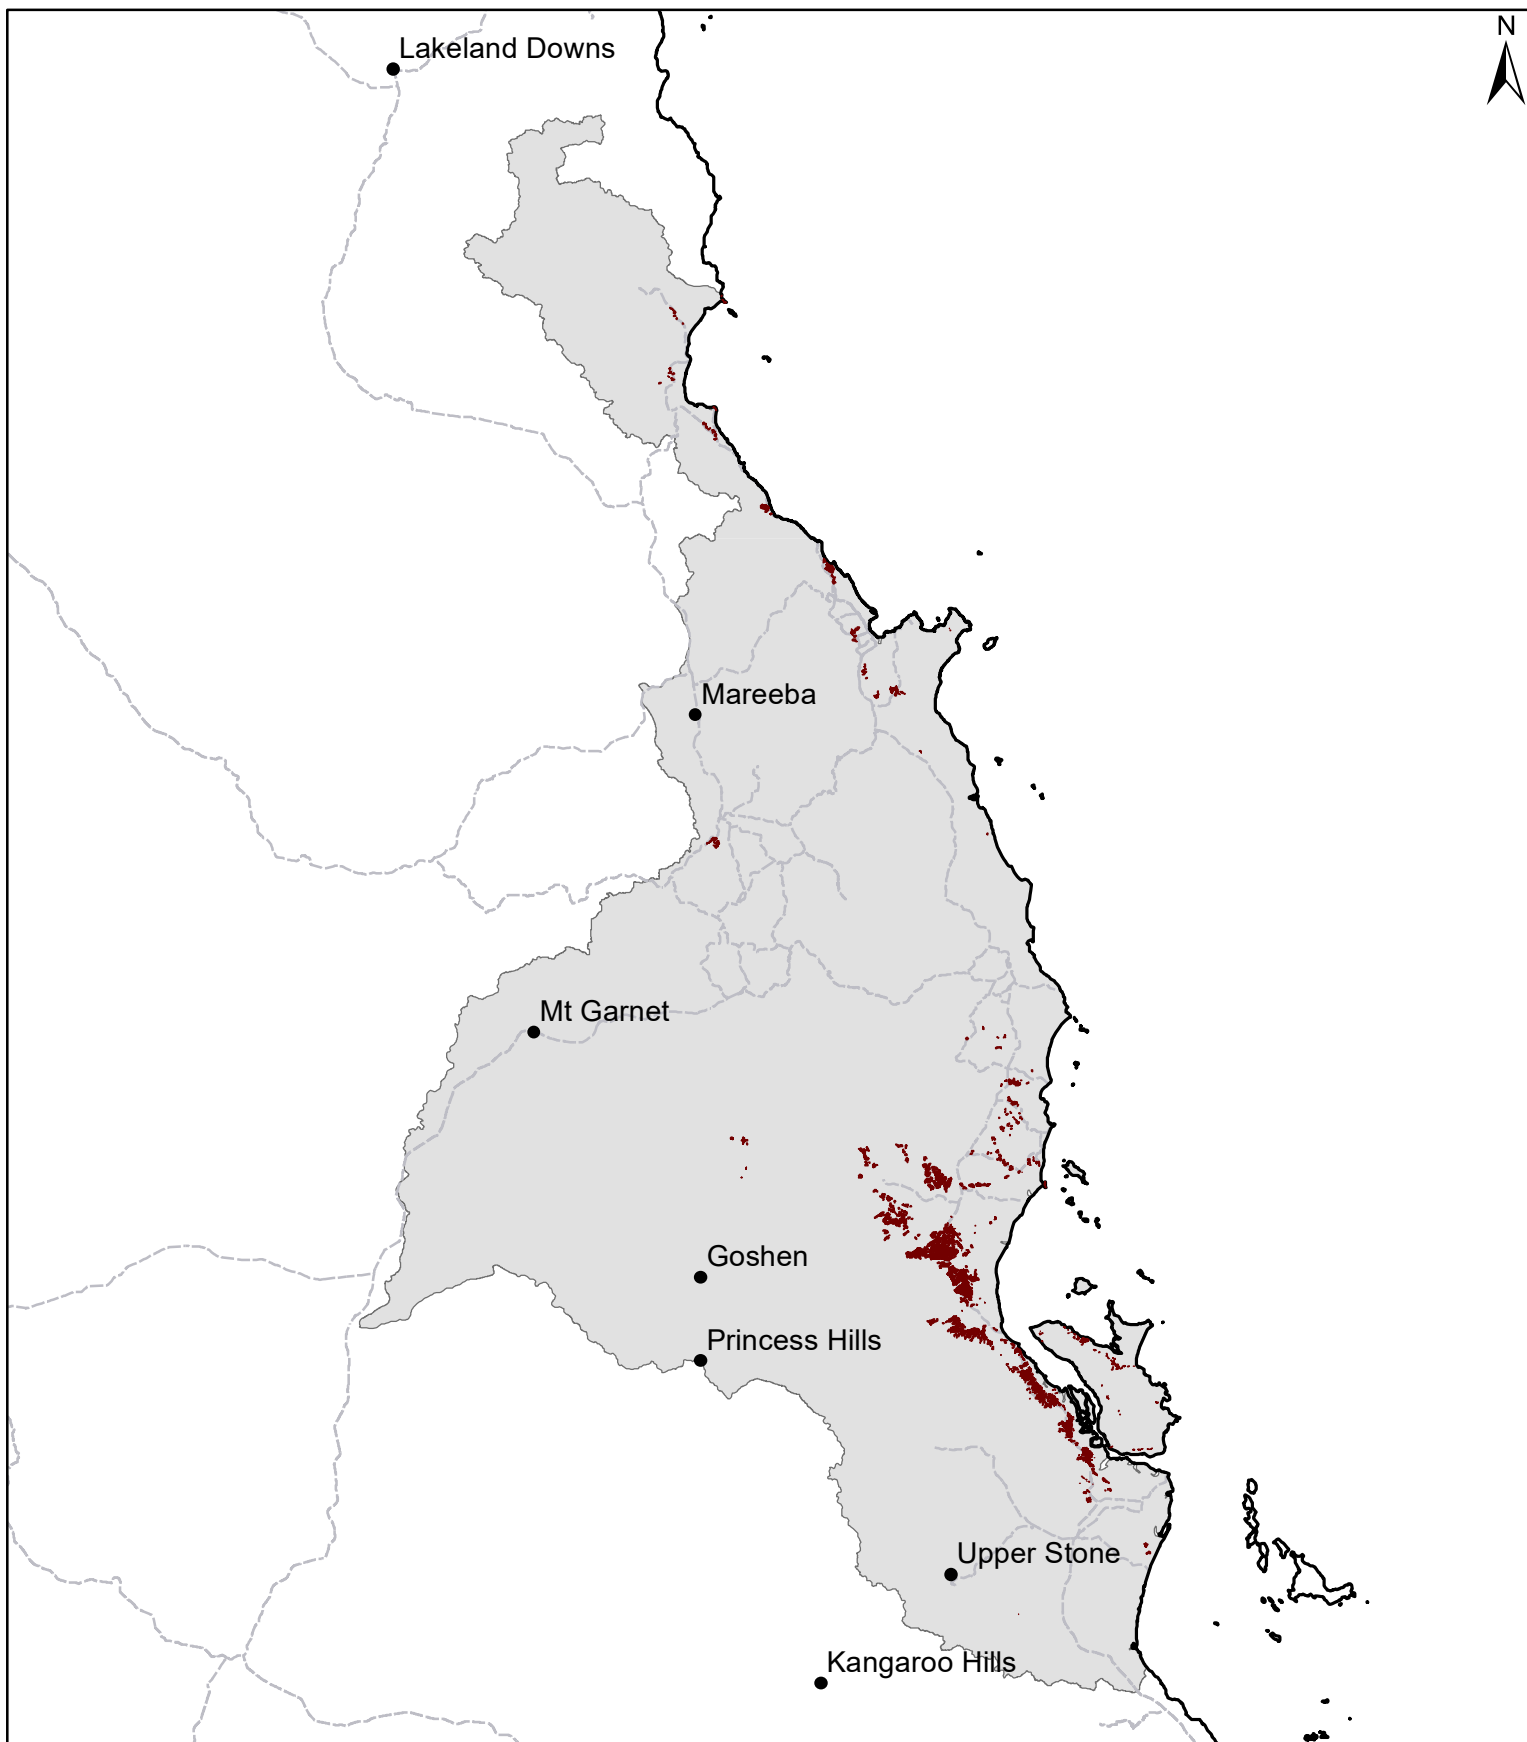 N
Lakeland Downs
Mareeba
Mt Garnet
Goshen
Princess Hills
Upper Stone
Kangaroo Hills